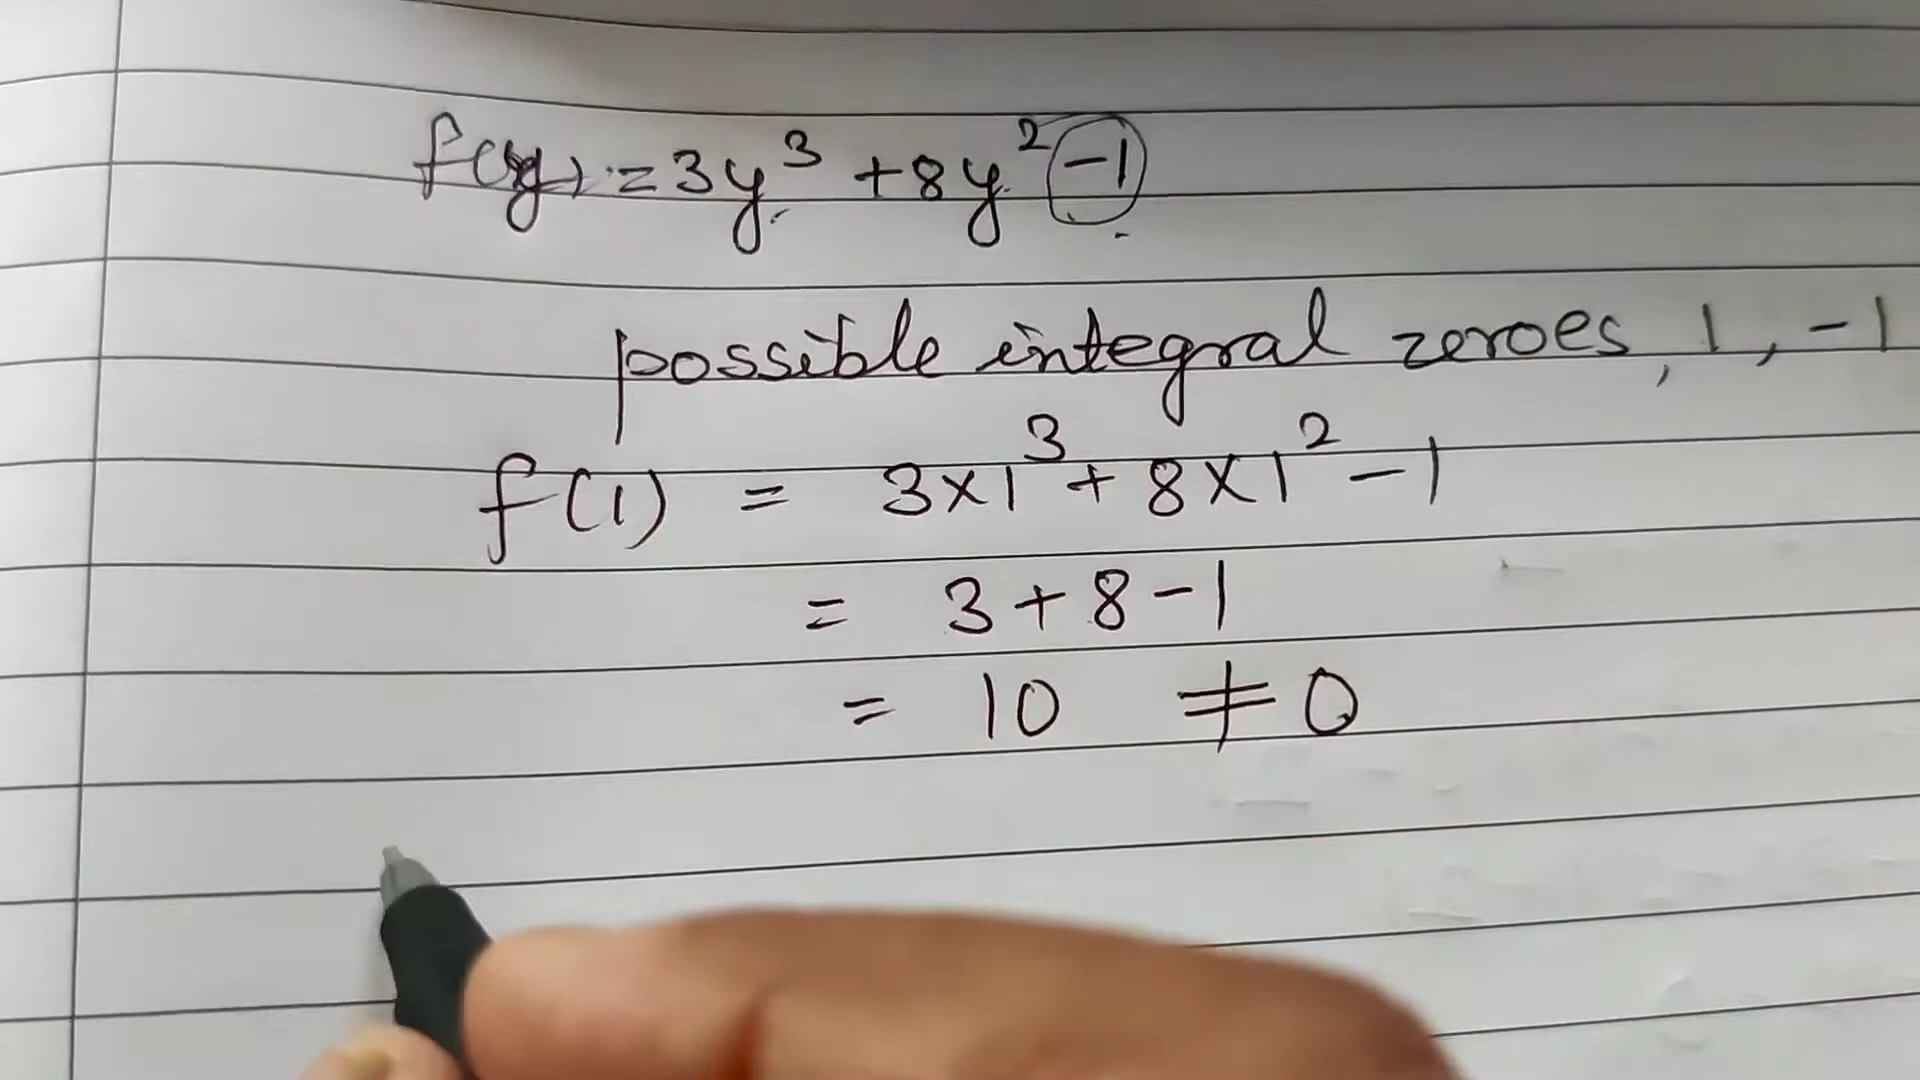 f(y) = 3y³ + 8y² - 1
possible integral zeroes, 1, -1
f(1) = 3×1³ + 8×1² - 1
= 3 + 8 - 1
= 10 ≠ 0